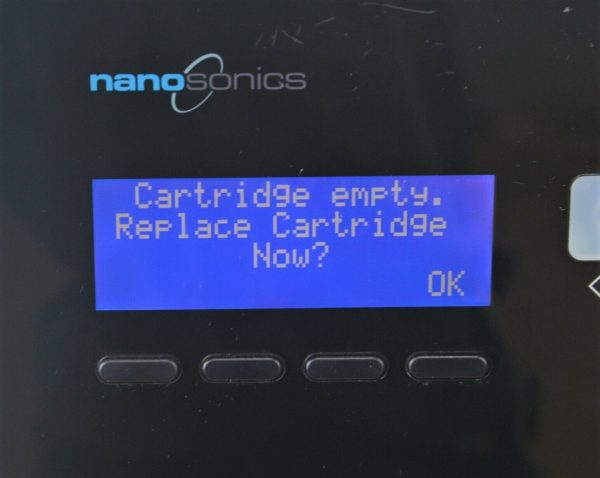 nanosonics
Cartridge empty.
Replace Cartridge
Now?
OK